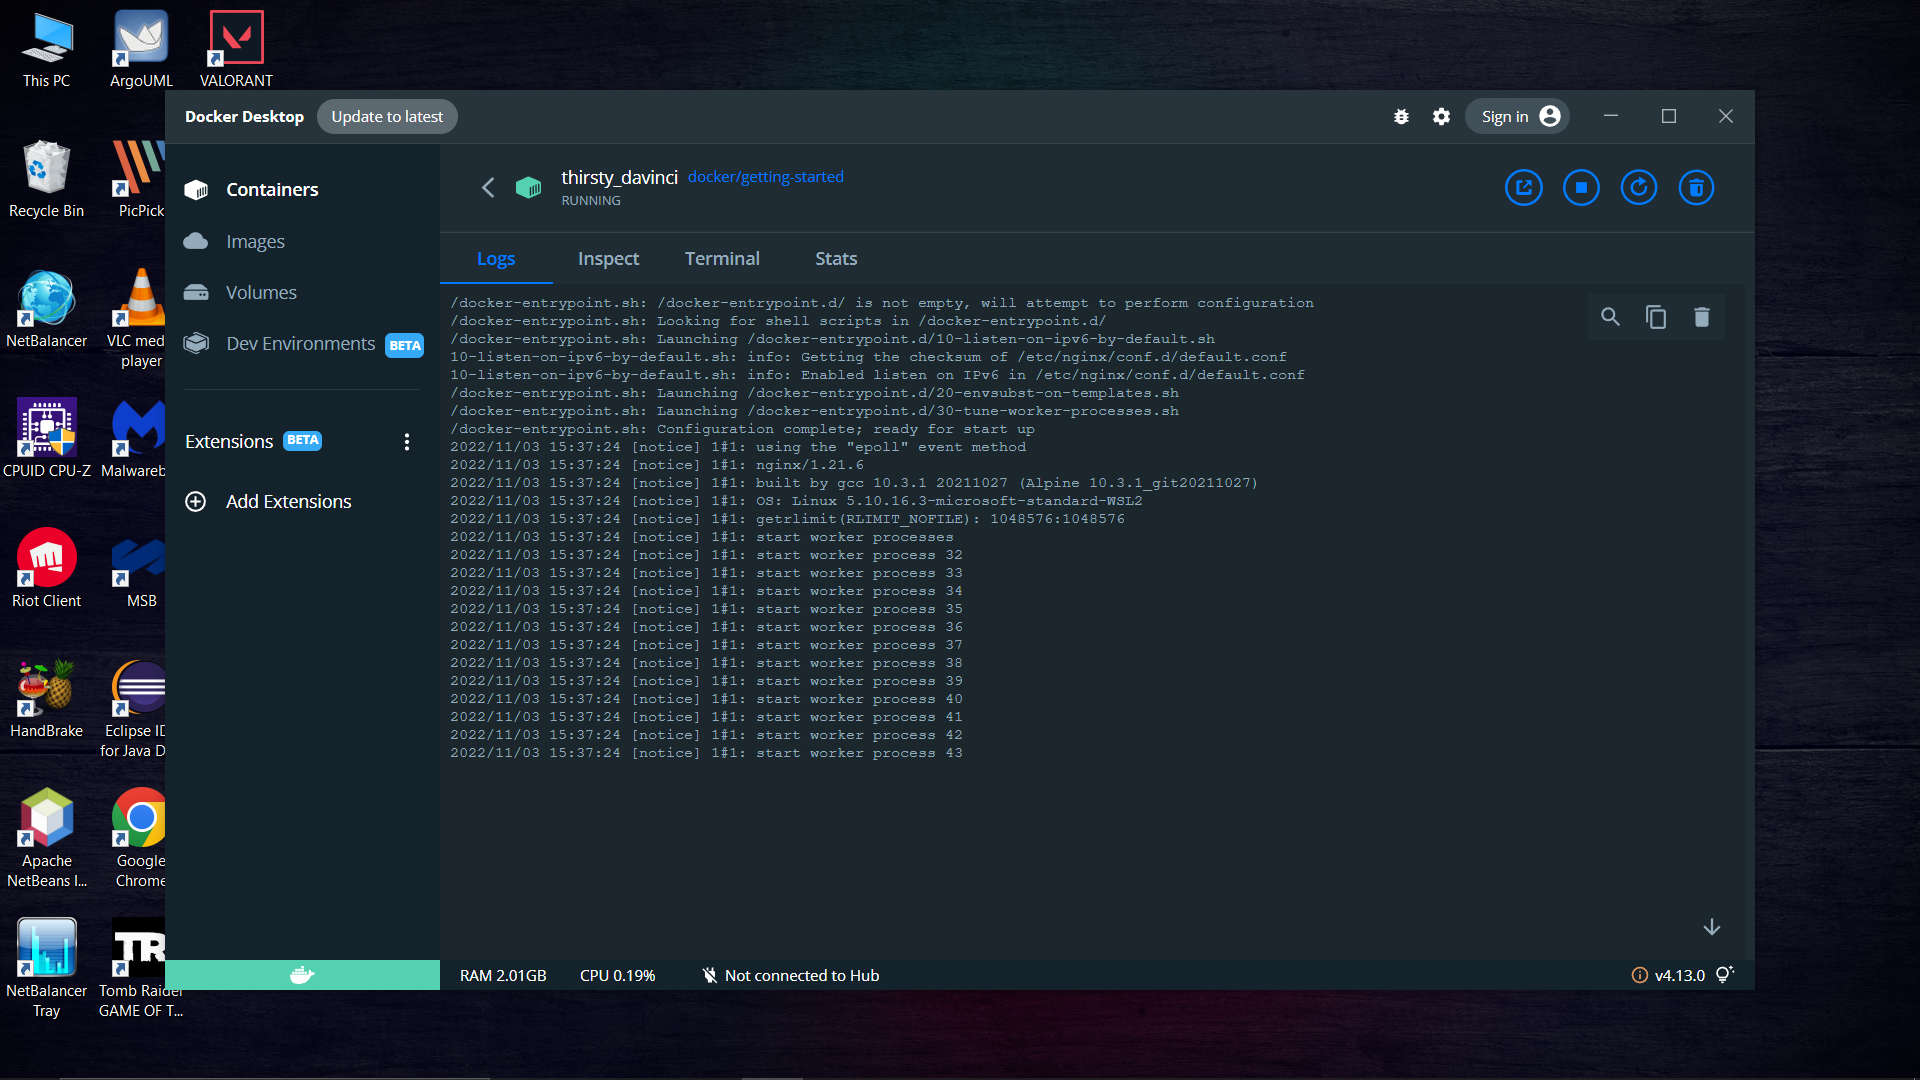 This PC
ArgoUML
VALORANT
Recycle Bin
PicPick
NetBalancer
VLC med
player
CPUID CPU-Z
Malwareb
Riot Client
MSB
HandBrake
Eclipse ID
for Java D
Apache
NetBeans I...
Google
Chrome
NetBalancer
Tray
TR
Tomb Raider
GAME OF T...
Docker Desktop
Update to latest
Sign in
Containers
Images
Volumes
Dev Environments BETA
Extensions BETA
Add Extensions
thirsty_davinci docker/getting-started
RUNNING
Logs Inspect Terminal Stats
/docker-entrypoint.sh: /docker-entrypoint.d/ is not empty, will attempt to perform configuration
/docker-entrypoint.sh: Looking for shell scripts in /docker-entrypoint.d/
/docker-entrypoint.sh: Launching /docker-entrypoint.d/10-listen-on-ipv6-by-default.sh
10-listen-on-ipv6-by-default.sh: info: Getting the checksum of /etc/nginx/conf.d/default.conf
10-listen-on-ipv6-by-default.sh: info: Enabled listen on IPv6 in /etc/nginx/conf.d/default.conf
/docker-entrypoint.sh: Launching /docker-entrypoint.d/20-envsubst-on-templates.sh
/docker-entrypoint.sh: Launching /docker-entrypoint.d/30-tune-worker-processes.sh
/docker-entrypoint.sh: Configuration complete; ready for start up
2022/11/03 15:37:24 [notice] 1#1: using the "epoll" event method
2022/11/03 15:37:24 [notice] 1#1: nginx/1.21.6
2022/11/03 15:37:24 [notice] 1#1: built by gcc 10.3.1 20211027 (Alpine 10.3.1_git20211027)
2022/11/03 15:37:24 [notice] 1#1: OS: Linux 5.10.16.3-microsoft-standard-WSL2
2022/11/03 15:37:24 [notice] 1#1: getrlimit(RLIMIT_NOFILE): 1048576:1048576
2022/11/03 15:37:24 [notice] 1#1: start worker processes
2022/11/03 15:37:24 [notice] 1#1: start worker process 32
2022/11/03 15:37:24 [notice] 1#1: start worker process 33
2022/11/03 15:37:24 [notice] 1#1: start worker process 34
2022/11/03 15:37:24 [notice] 1#1: start worker process 35
2022/11/03 15:37:24 [notice] 1#1: start worker process 36
2022/11/03 15:37:24 [notice] 1#1: start worker process 37
2022/11/03 15:37:24 [notice] 1#1: start worker process 38
2022/11/03 15:37:24 [notice] 1#1: start worker process 39
2022/11/03 15:37:24 [notice] 1#1: start worker process 40
2022/11/03 15:37:24 [notice] 1#1: start worker process 41
2022/11/03 15:37:24 [notice] 1#1: start worker process 42
2022/11/03 15:37:24 [notice] 1#1: start worker process 43
RAM 2.01GB CPU 0.19% Not connected to Hub
v4.13.0